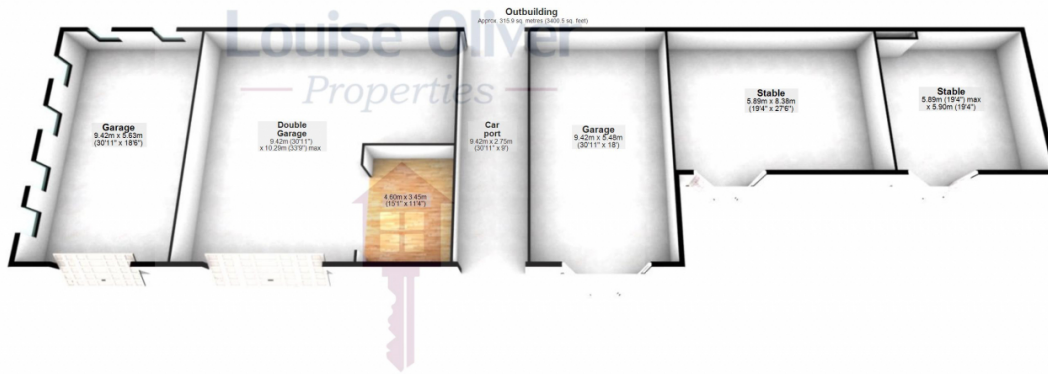 Outbuilding
Approx. 315.9 sq. metres (3400.5 sq. feet)
Louise Oliver
Properties
Garage
9.42m x 5.63m
(30'11" x 18'6")
Double
Garage
9.42m (30'11")
x 10.29m (33'9") max
4.60m x 3.45m
(15'1" x 11'4")
Car
port
9.42m x 2.75m
(30'11" x 9')
Garage
9.42m x 5.48m
(30'11" x 18')
Stable
5.89m x 8.38m
(19'4" x 27'6")
Stable
5.89m (19'4") max
x 5.90m (19'4")